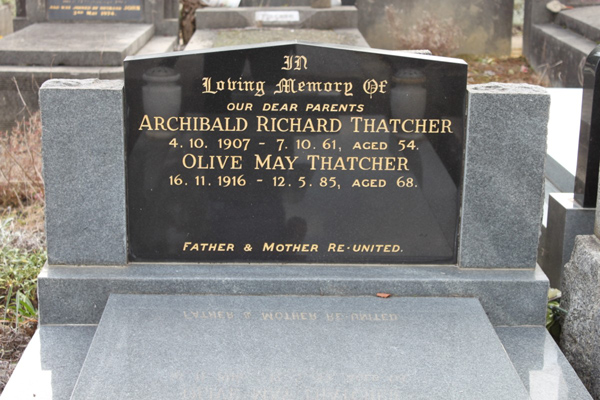 IN
Loving Memory Of
OUR DEAR PARENTS
ARCHIBALD RICHARD THATCHER
4. 10. 1907 - 7. 10. 61, AGED 54.
OLIVE MAY THATCHER
16. 11. 1916 - 12. 5. 85, AGED 68.
FATHER & MOTHER RE-UNITED.